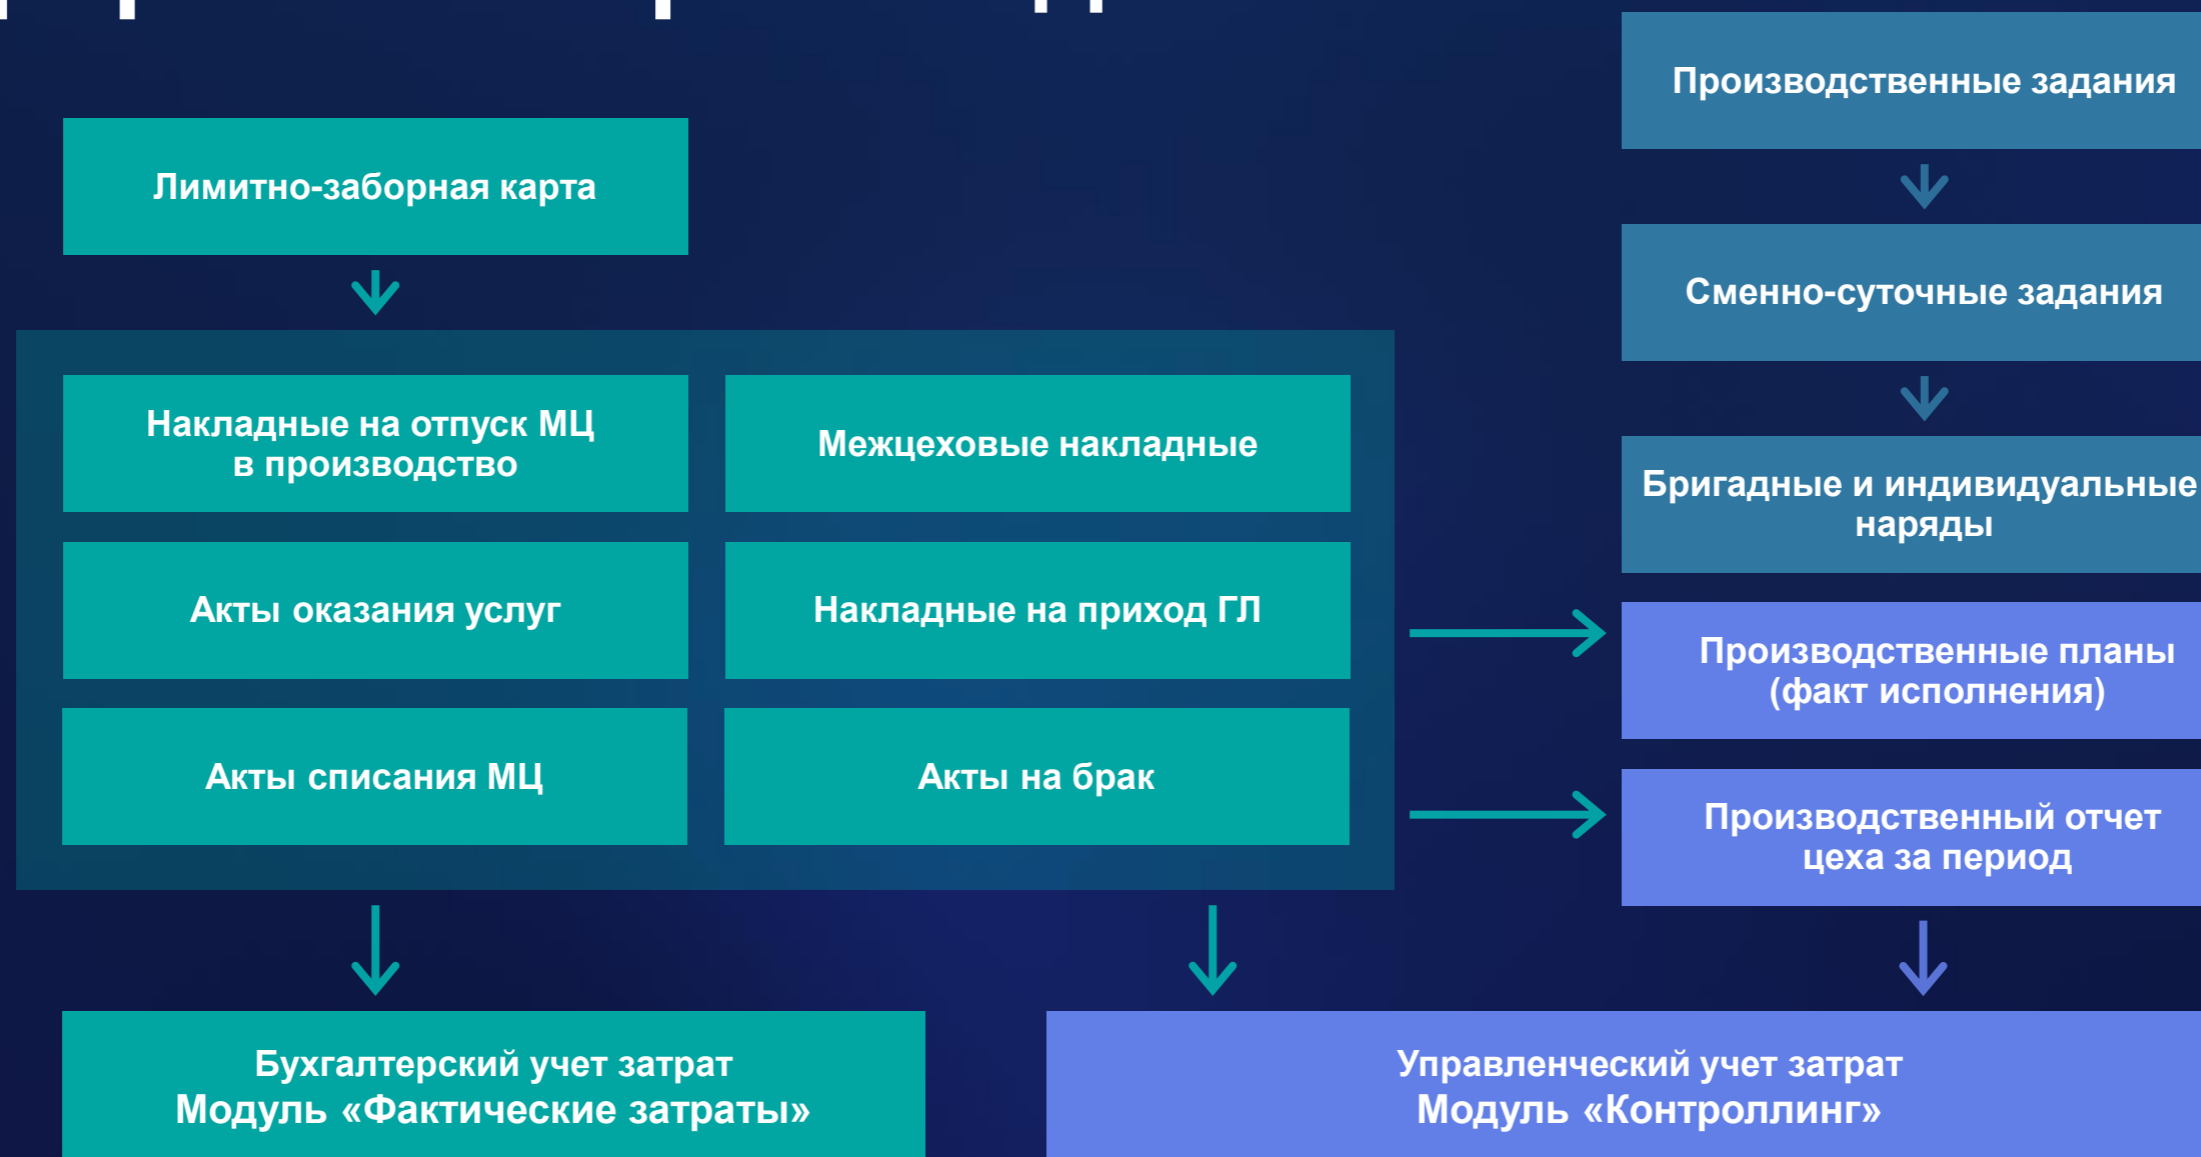 Производственные задания
Лимитно-заборная карта
Сменно-суточные задания
Накладные на отпуск МЦ
в производство
Межцеховые накладные
Бригадные и индивидуальные
наряды
Акты оказания услуг
Накладные на приход ГЛ
Производственные планы
(факт исполнения)
Акты списания МЦ
Акты на брак
Производственный отчет
цеха за период
Бухгалтерский учет затрат
Модуль «Фактические затраты»
Управленческий учет затрат
Модуль «Контроллинг»